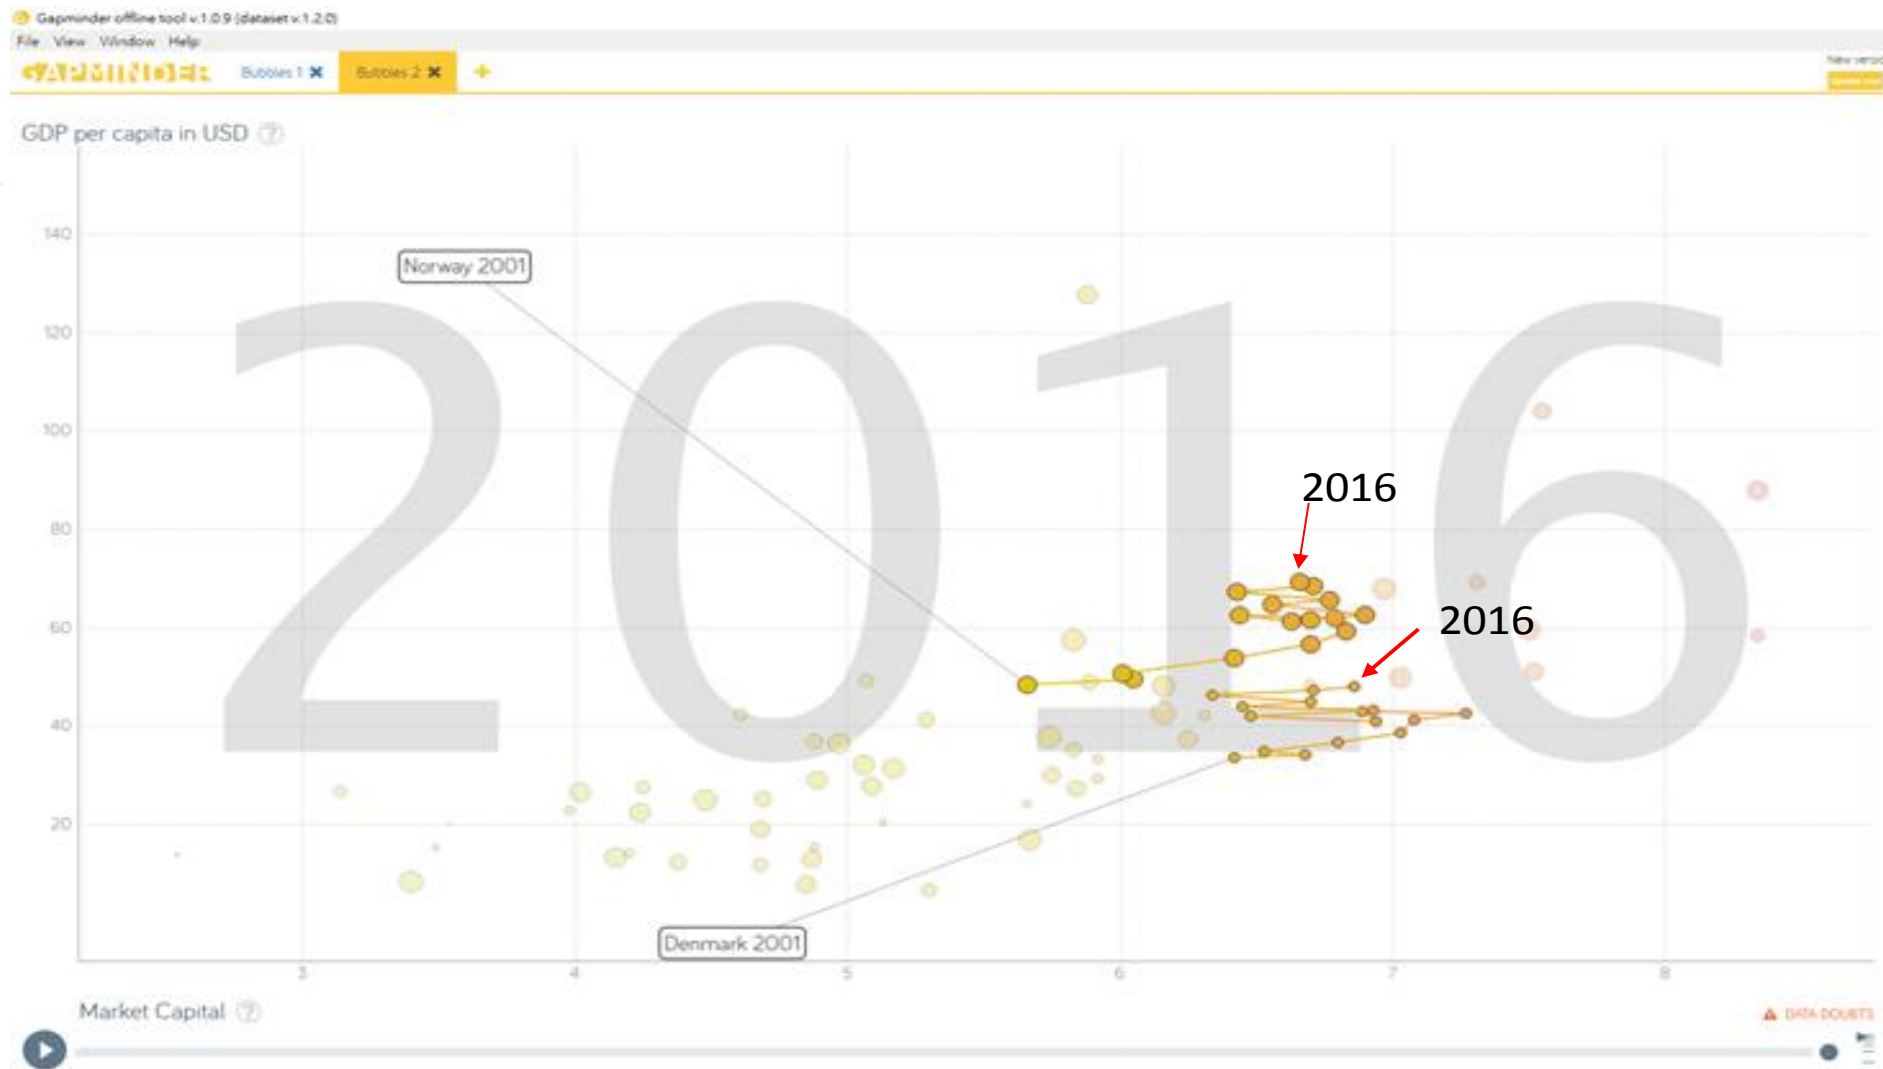 Gapminder offline tool v.1.0.9 (dataset v.1.2.0)
File View Window Help
GAPMINDER Bubbles 1 ✖ Bubbles 2 ✖ +
GDP per capita in USD ?
140
120
100
80
60
40
20
2016
Norway 2001
2016
2016
Denmark 2001
3 4 5 6 7 8
Market Capital ?
DATA DOUBTS